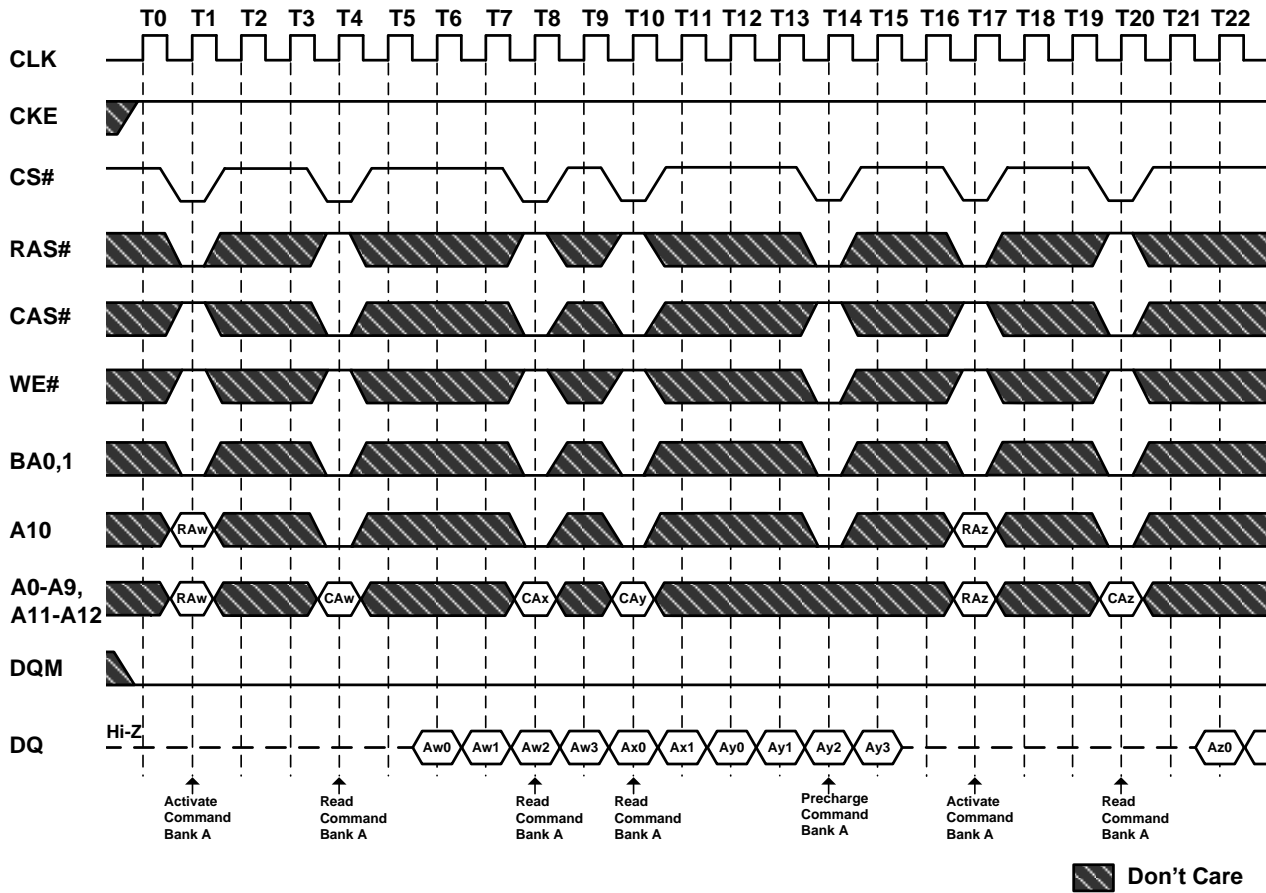 T0 T1 T2 T3 T4 T5 T6 T7 T8 T9 T10 T11 T12 T13 T14 T15 T16 T17 T18 T19 T20 T21 T22
CLK
CKE
CS#
RAS#
CAS#
WE#
BA0,1
A10 RAw RAz
A0-A9,
A11-A12 RAw CAw CAx CAy RAz CAz
DQM
DQ Hi-Z Aw0 Aw1 Aw2 Aw3 Ax0 Ax1 Ay0 Ay1 Ay2 Ay3 Az0
Activate
Command
Bank A
Read
Command
Bank A
Read
Command
Bank A
Read
Command
Bank A
Precharge
Command
Bank A
Activate
Command
Bank A
Read
Command
Bank A
Don't Care